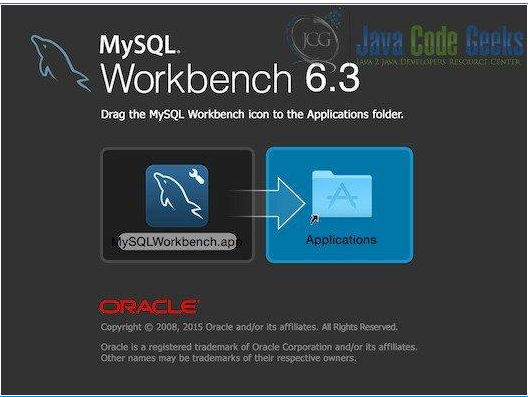 MySQL.
Workbench 6.3
JCG
Java Code Geeks
JAVA 2 JAVA DEVELOPERS RESOURCE CENTER
Drag the MySQL Workbench icon to the Applications folder.
MySQLWorkbench.app
Applications
ORACLE
Copyright © 2008, 2015 Oracle and/or its affiliates. All Rights Reserved.
Oracle is a registered trademark of Oracle Corporation and/or its affiliates.
Other names may be trademarks of their respective owners.